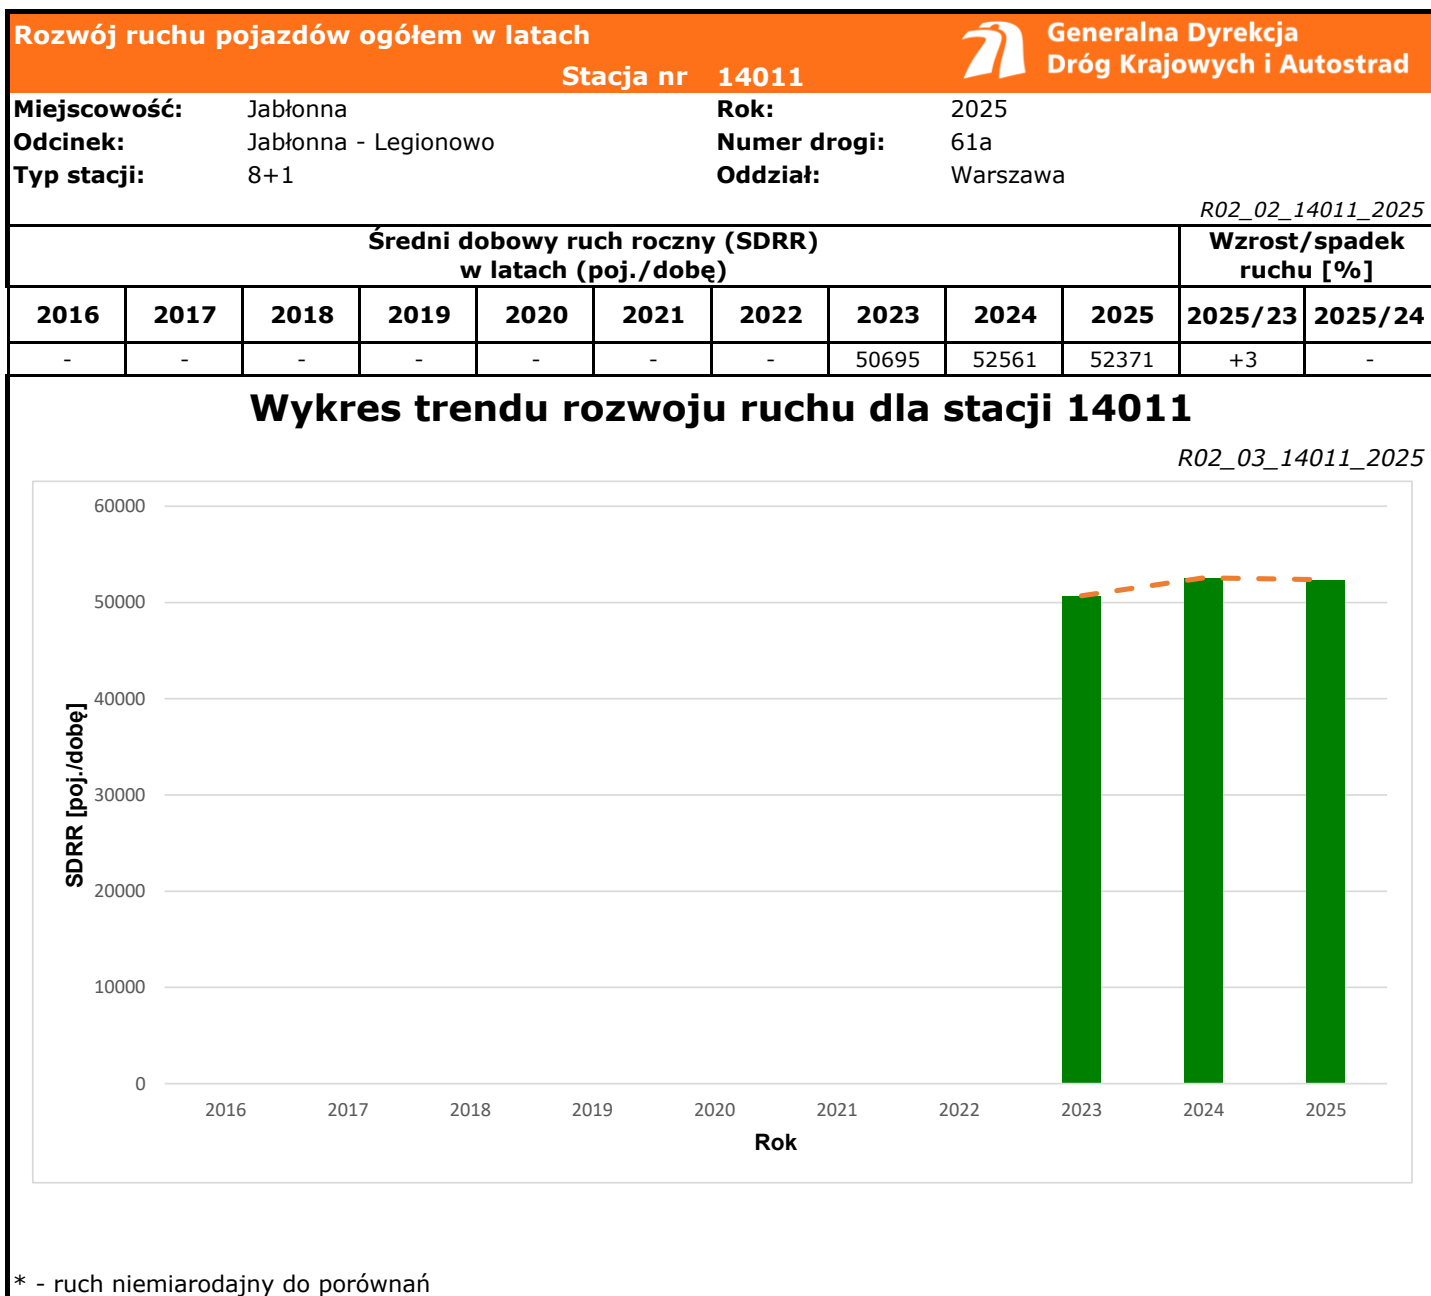 Rozwój ruchu pojazdów ogółem w latach
Generalna Dyrekcja
Dróg Krajowych i Autostrad
Stacja nr 14011
Miejscowość: Jabłonna Rok: 2025
Odcinek: Jabłonna - Legionowo Numer drogi: 61a
Typ stacji: 8+1 Oddział: Warszawa
R02_02_14011_2025
Średni dobowy ruch roczny (SDRR)
w latach (poj./dobę)
Wzrost/spadek
ruchu [%]
2016 2017 2018 2019 2020 2021 2022 2023 2024 2025 2025/23 2025/24
- - - - - - - 50695 52561 52371 +3 -
Wykres trendu rozwoju ruchu dla stacji 14011
R02_03_14011_2025
60000
50000
40000
30000
20000
10000
0
SDRR [poj./dobę]
2016 2017 2018 2019 2020 2021 2022 2023 2024 2025
Rok
* - ruch niemiarodajny do porównań